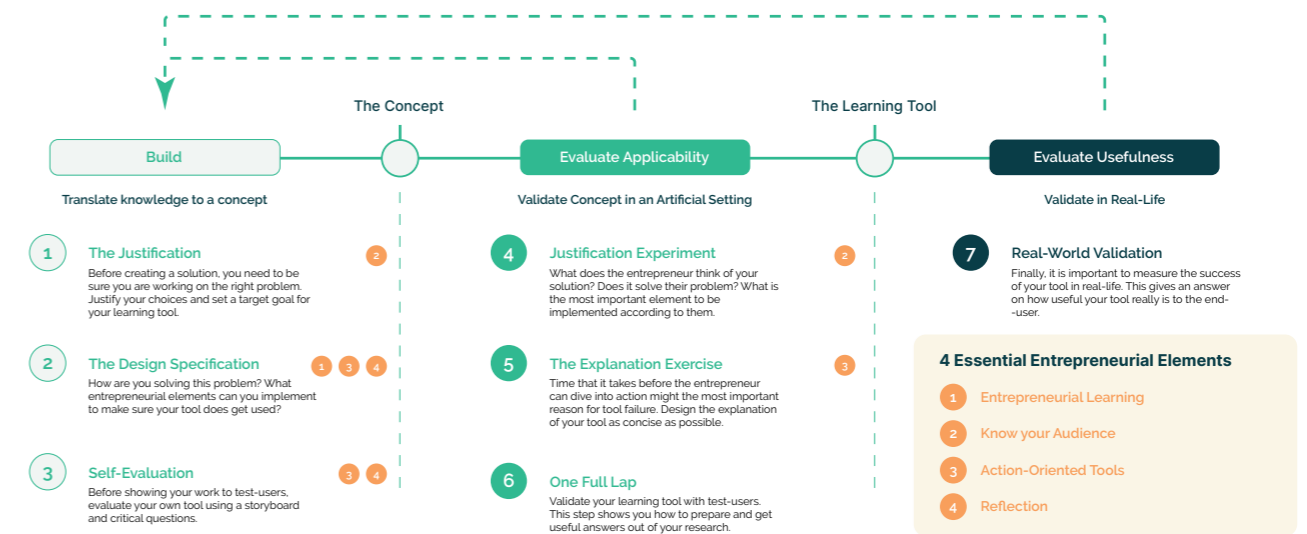 The Concept
The Learning Tool
Build
Evaluate Applicability
Evaluate Usefulness
Translate knowledge to a concept
Validate Concept in an Artificial Setting
Validate in Real-Life
1
The Justification
2
Before creating a solution, you need to be
sure you are working on the right problem.
Justify your choices and set a target goal for
your learning tool.
2
The Design Specification
1 3 4
How are you solving this problem? What
entrepreneurial elements can you implement
to make sure your tool does get used?
3
Self-Evaluation
3 4
Before showing your work to test-users,
evaluate your own tool using a storyboard
and critical questions.
4
Justification Experiment
2
What does the entrepreneur think of your
solution? Does it solve their problem? What is
the most important element to be
implemented according to them.
5
The Explanation Exercise
3
Time that it takes before the entrepreneur
can dive into action might the most important
reason for tool failure. Design the explanation
of your tool as concise as possible.
6
One Full Lap
Validate your learning tool with test-users.
This step shows you how to prepare and get
useful answers out of your research.
7
Real-World Validation
Finally, it is important to measure the success
of your tool in real-life. This gives an answer
on how useful your tool really is to the end-
-user.
4 Essential Entrepreneurial Elements
1 Entrepreneurial Learning
2 Know your Audience
3 Action-Oriented Tools
4 Reflection